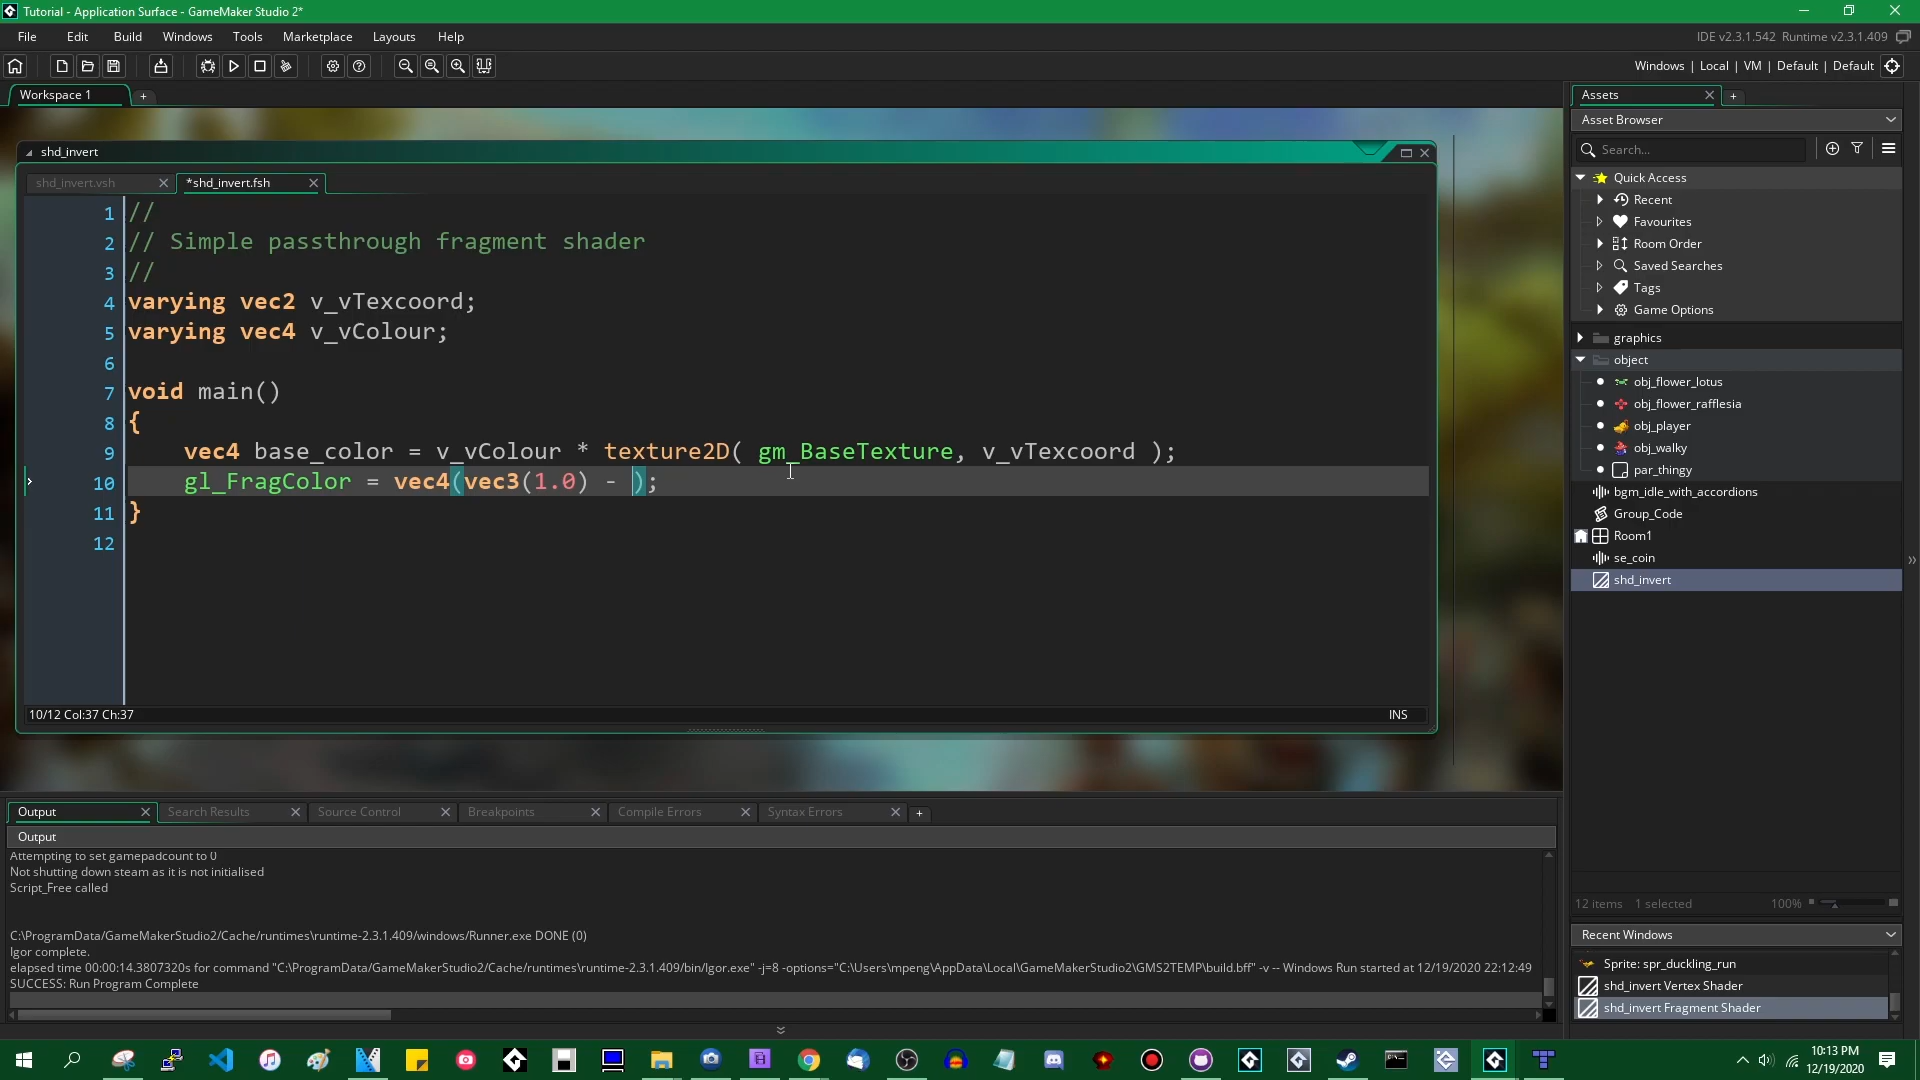 Tutorial - Application Surface - GameMaker Studio 2*
File Edit Build Windows Tools Marketplace Layouts Help
IDE v2.3.1.542 Runtime v2.3.1.409
Windows | Local | VM | Default | Default
Workspace 1
+
shd_invert
shd_invert.vsh
*shd_invert.fsh
1 //
2 // Simple passthrough fragment shader
3 //
4 varying vec2 v_vTexcoord;
5 varying vec4 v_vColour;
6
7 void main()
8 {
9 vec4 base_color = v_vColour * texture2D( gm_BaseTexture, v_vTexcoord );
10 gl_FragColor = vec4(vec3(1.0) - );
11 }
12
10/12 Col:37 Ch:37
INS
Output
Search Results
Source Control
Breakpoints
Compile Errors
Syntax Errors
+
Output
Attempting to set gamepadcount to 0
Not shutting down steam as it is not initialised
Script_Free called
C:\ProgramData/GameMakerStudio2/Cache/runtimes\runtime-2.3.1.409/windows/Runner.exe DONE (0)
Igor complete.
elapsed time 00:00:14.3807320s for command "C:\ProgramData/GameMakerStudio2/Cache/runtimes\runtime-2.3.1.409/bin/Igor.exe" -j=8 -options="C:\Users\mpeng\AppData\Local\GameMakerStudio2\GMS2TEMP\build.bff" -v -- Windows Run started at 12/19/2020 22:12:49
SUCCESS: Run Program Complete
Assets
+
Asset Browser
Search...
Quick Access
Recent
Favourites
Room Order
Saved Searches
Tags
Game Options
graphics
object
obj_flower_lotus
obj_flower_rafflesia
obj_player
obj_walky
par_thingy
bgm_idle_with_accordions
Group_Code
Room1
se_coin
shd_invert
12 items 1 selected
100%
Recent Windows
Sprite: spr_duckling_run
shd_invert Vertex Shader
shd_invert Fragment Shader
10:13 PM
12/19/2020